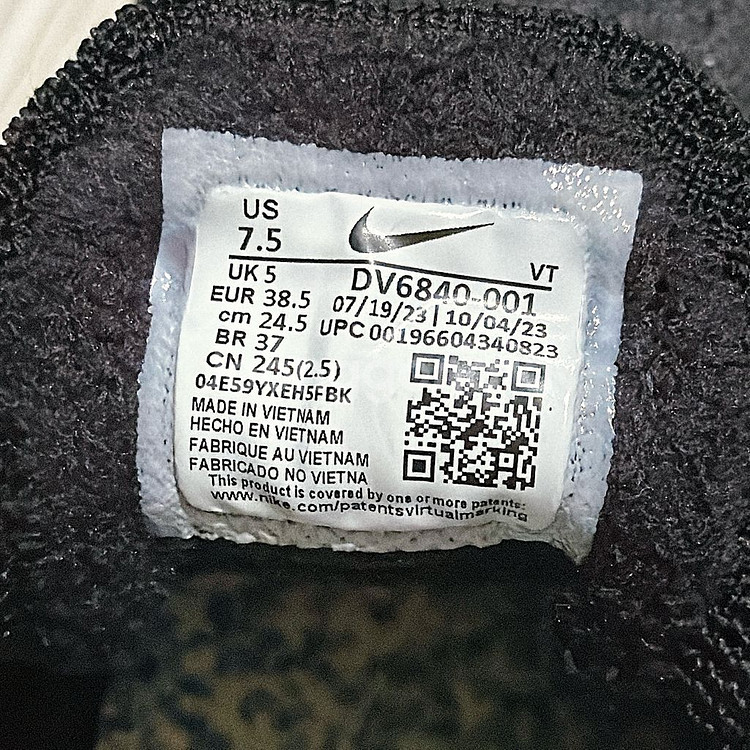 US
7.5
VT
UK 5
DV6840-001
EUR 38.5
07/19/23 | 10/04/23
cm 24.5
UPC 00196604340823
BR 37
CN 245(2.5)
04E59YXEH5FBK
MADE IN VIETNAM
HECHO EN VIETNAM
FABRIQUE AU VIETNAM
FABRICADO NO VIETNA
This product is covered by one or more patents:
www.nike.com/patentsvirtualmarking